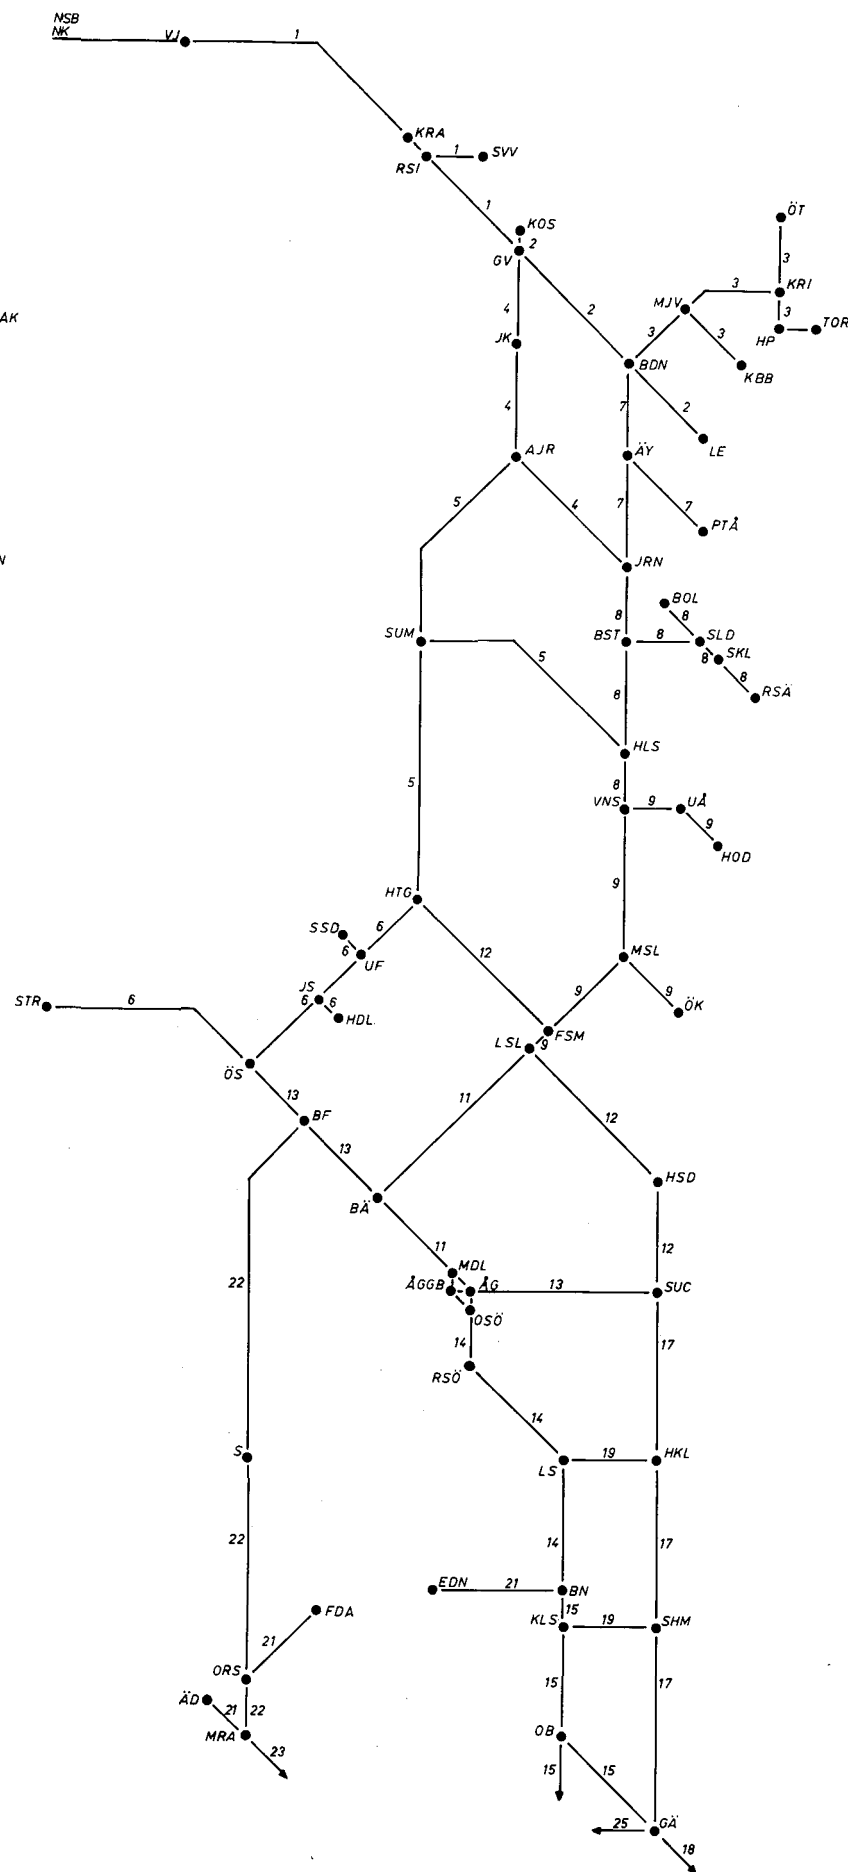 NSB
NK
VJ
1
KRA
RSI
1
SVV
1
ÖT
KOS
2
GV
3
3
KRI
MJV
4
2
AK
3
TOR
JK
3
3
HP
BDN
KBB
4
7
2
LE
AJR
ÄY
5
4
7
7
PTÅ
N
JRN
BOL
8
8
SUM
BST
8
SLD
SKL
5
8
8
RSÄ
8
HLS
5
8
VNS
9
UÅ
9
HOD
9
HTG
SSD
6
12
MSL
6
UF
JS
9
9
STR
6
6
6
ÖK
HDL
FSM
LSL
9
ÖS
13
11
12
BF
13
HSD
BÄ
11
12
22
MDL
ÅGGB
ÅG
13
SUC
OSÖ
14
17
RSÖ
14
S
19
HKL
LS
22
14
17
EDN
21
BN
FDA
15
KLS
19
SHM
21
ORS
15
17
ÄD
21
22
MRA
OB
23
15
15
25
GÄ
18